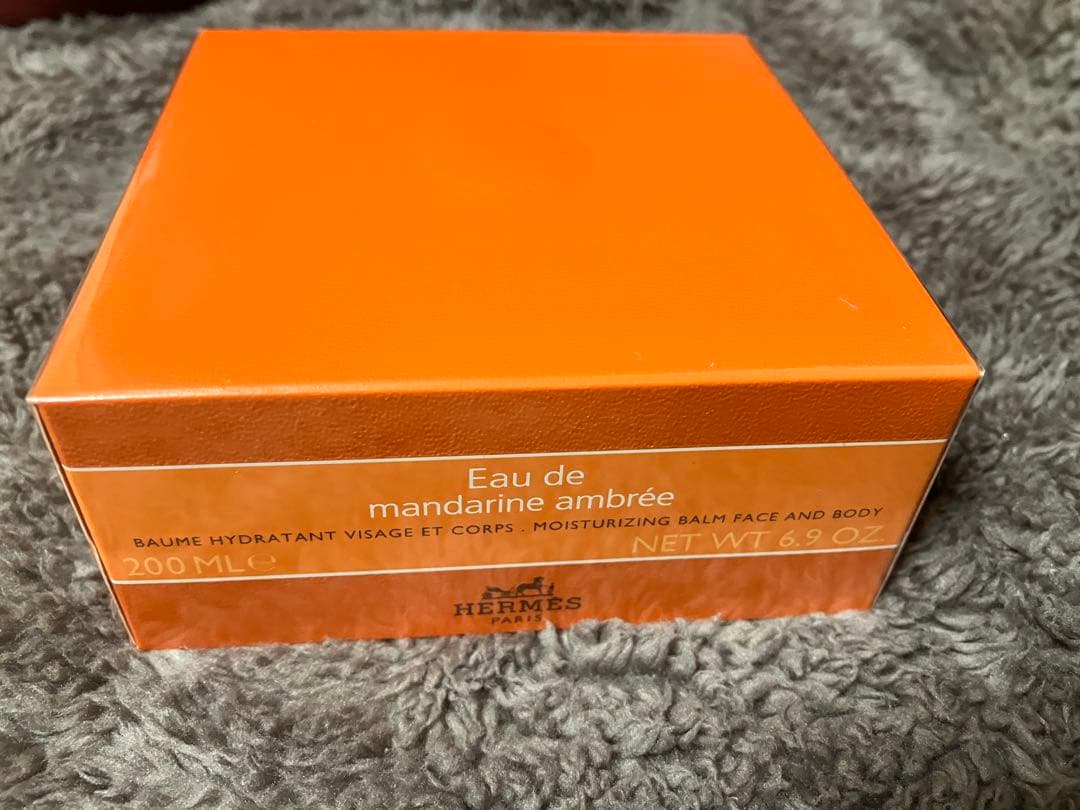 Eau de
mandarine ambrée
BAUME HYDRATANT VISAGE ET CORPS . MOISTURIZING BALM FACE AND BODY
200 ML ℮ NET WT 6.9 OZ.
HERMÈS
PARIS